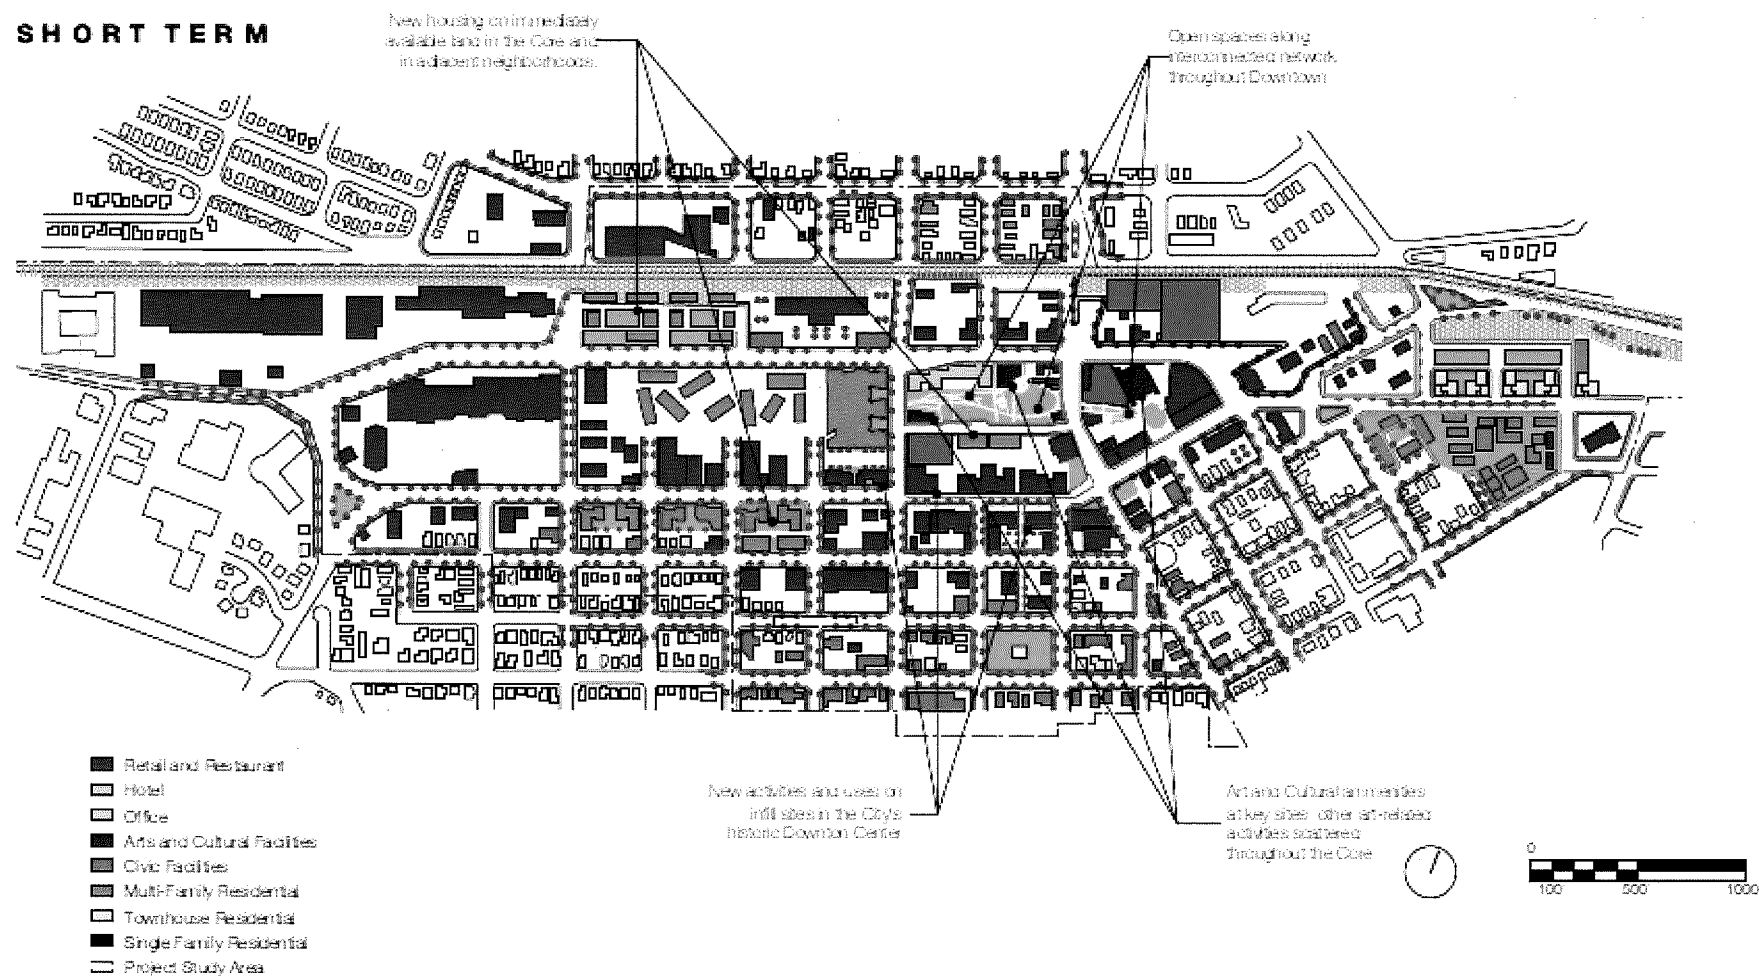 SHORT TERM
New housing on immediately
available land in the Core and
in adjacent neighborhoods.
Open spaces along
interconnected network
throughout Downtown
Retail and Restaurant
Hotel
Office
Arts and Cultural Facilities
Civic Facilities
Multi-Family Residential
Townhouse Residential
Single Family Residential
Project Study Area
New activities and uses on
infill sites in the City's
historic Downton Center
Art and Cultural ammenities
at key sites other art-related
activities scattered
throughout the Core
0
100 500 1000